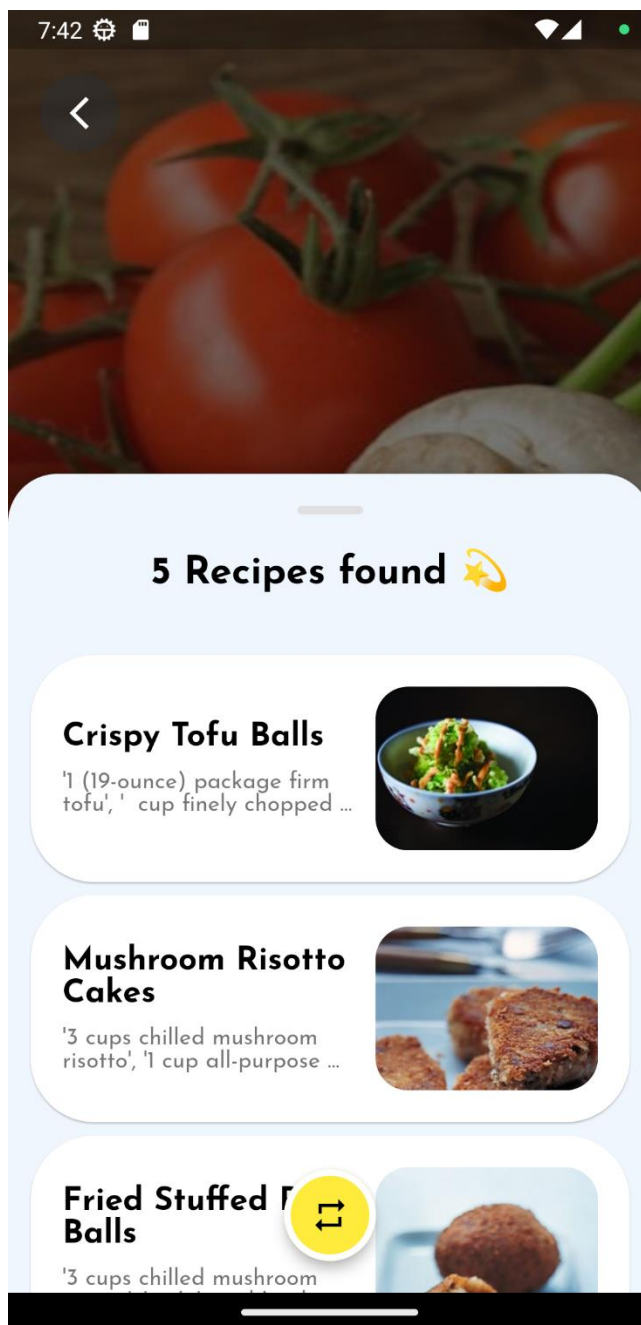 7:42
5 Recipes found 💫
Crispy Tofu Balls
'1 (19-ounce) package firm
tofu', '  cup finely chopped ...
Mushroom Risotto
Cakes
'3 cups chilled mushroom
risotto', '1 cup all-purpose ...
Fried Stuffed
Balls
'3 cups chilled mushroom